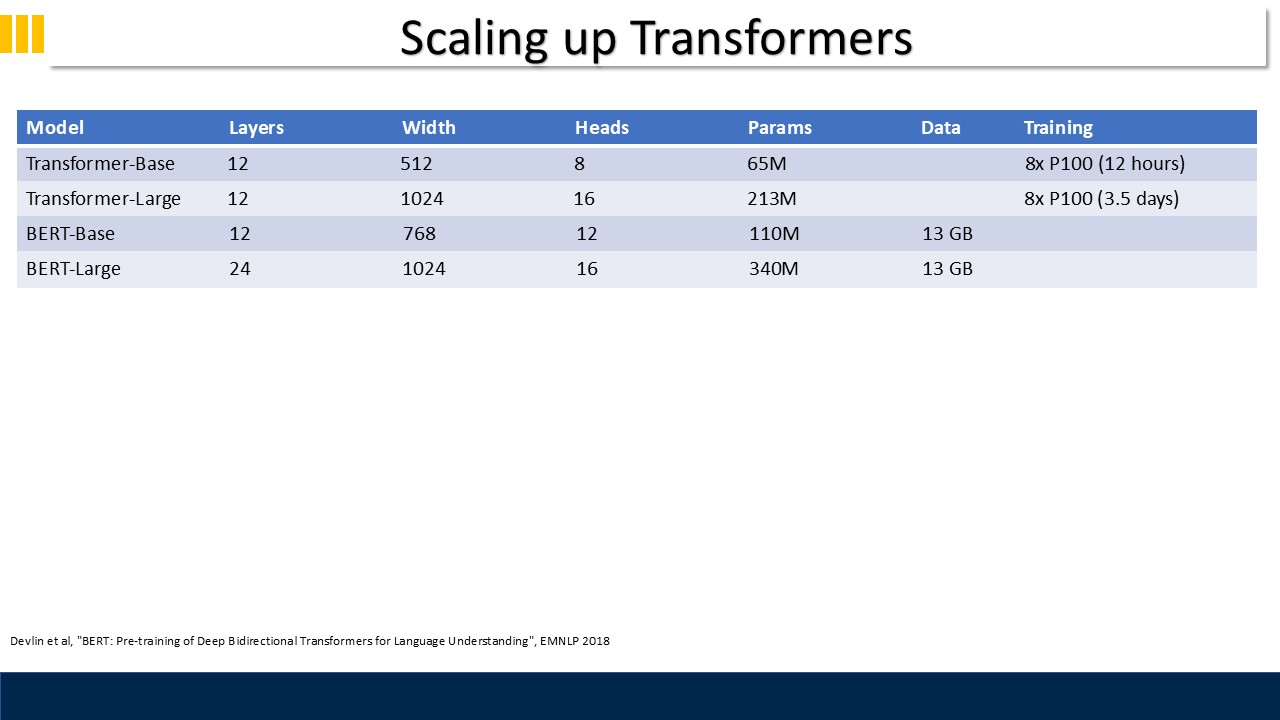 Scaling up Transformers
Model Layers Width Heads Params Data Training
Transformer-Base 12 512 8 65M 8x P100 (12 hours)
Transformer-Large 12 1024 16 213M 8x P100 (3.5 days)
BERT-Base 12 768 12 110M 13 GB
BERT-Large 24 1024 16 340M 13 GB
Devlin et al, "BERT: Pre-training of Deep Bidirectional Transformers for Language Understanding", EMNLP 2018